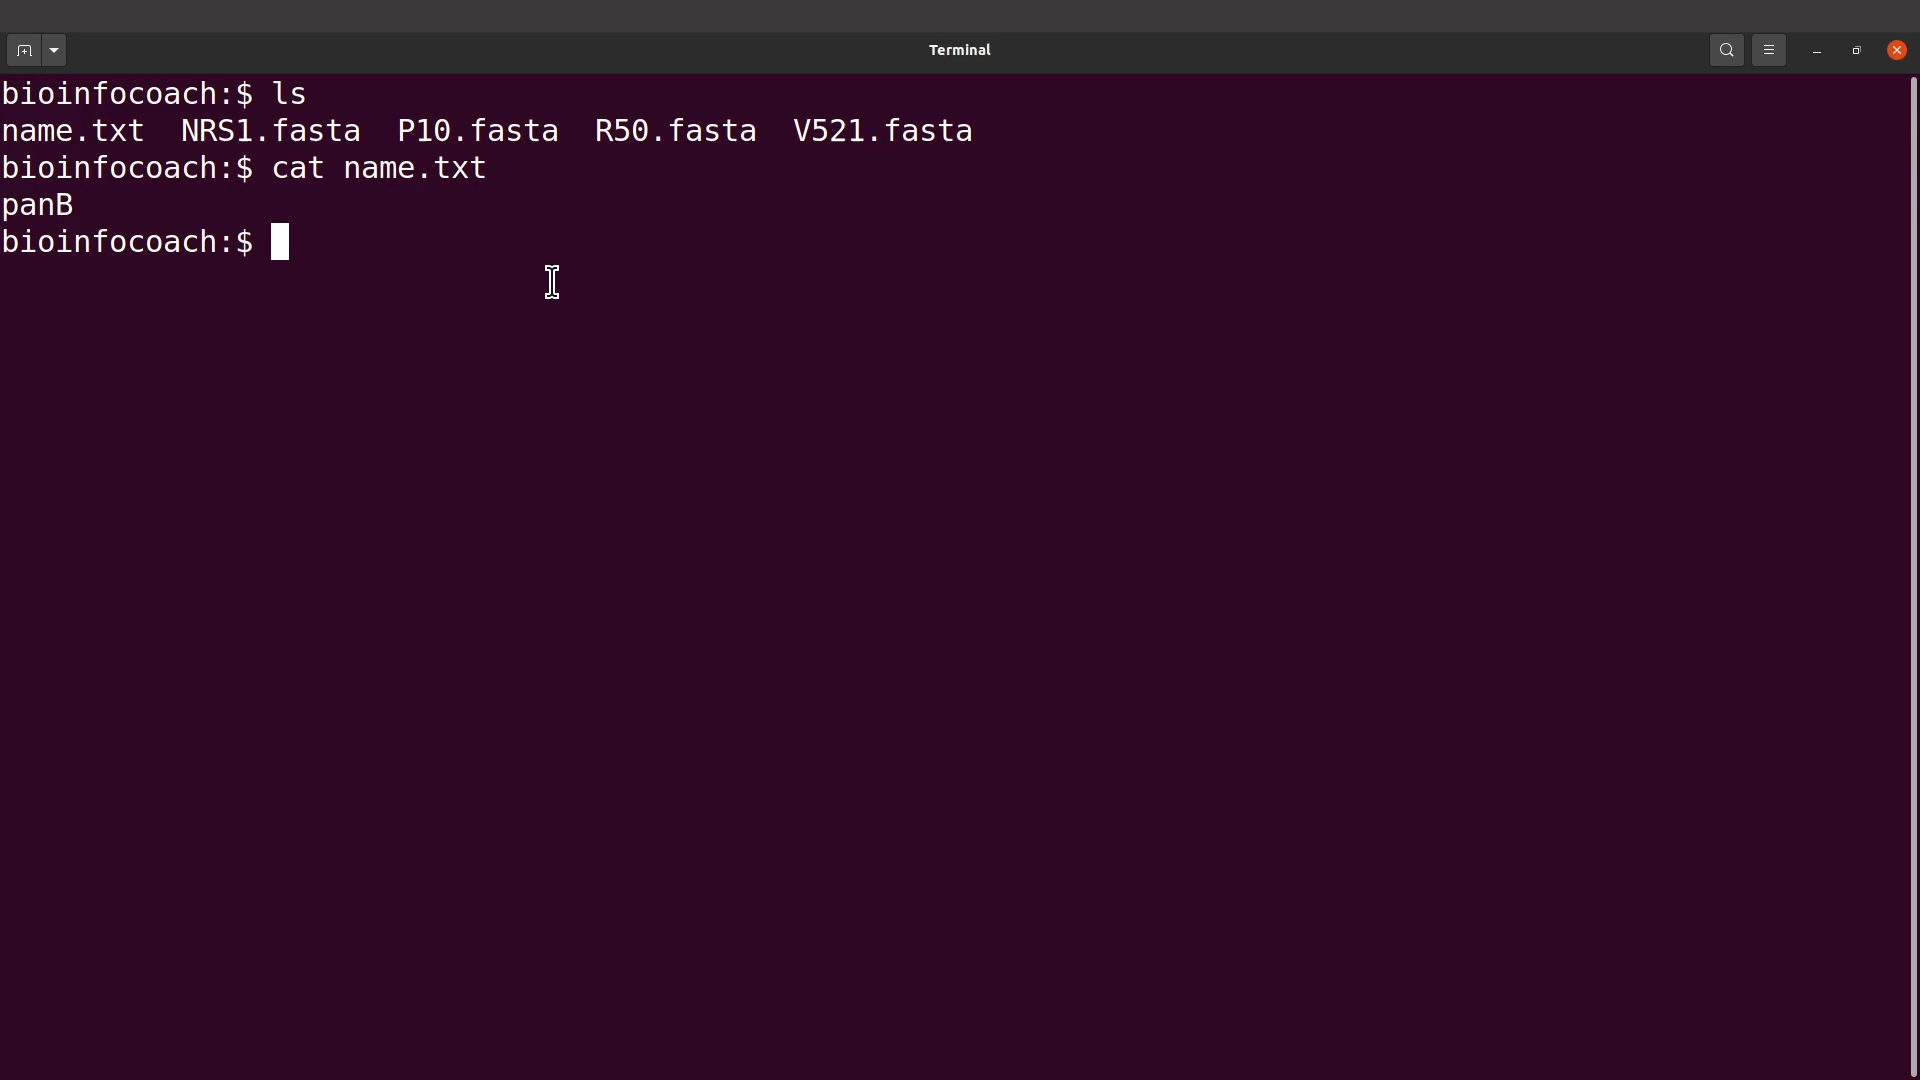 Terminal
bioinfocoach:$ ls
name.txt  NRS1.fasta  P10.fasta  R50.fasta  V521.fasta
bioinfocoach:$ cat name.txt
panB
bioinfocoach:$